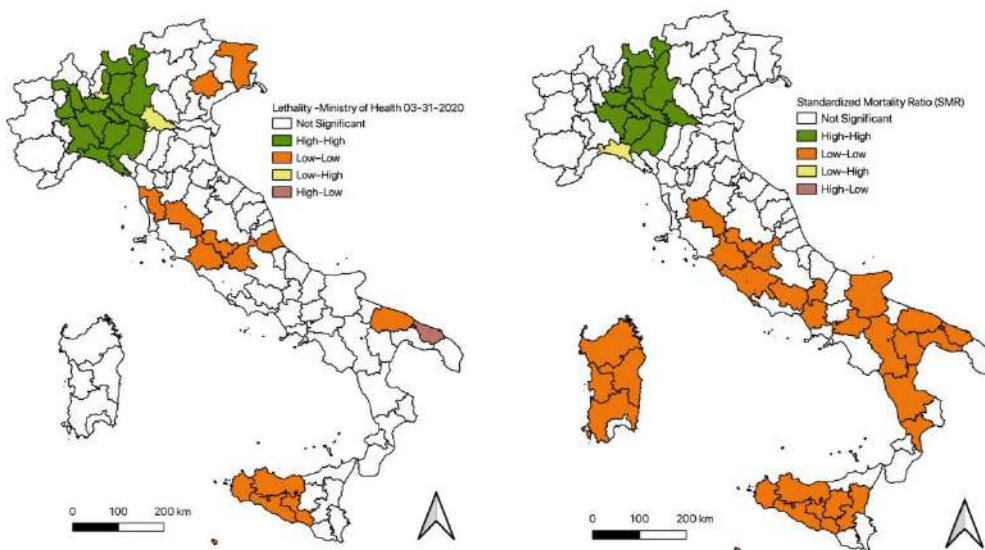 Lethality -Ministry of Health 03-31-2020
Not Significant
High-High
Low-Low
Low-High
High-Low
0 100 200 km
Standardized Mortality Ratio (SMR)
Not Significant
High-High
Low-Low
Low-High
High-Low
0 100 200 km